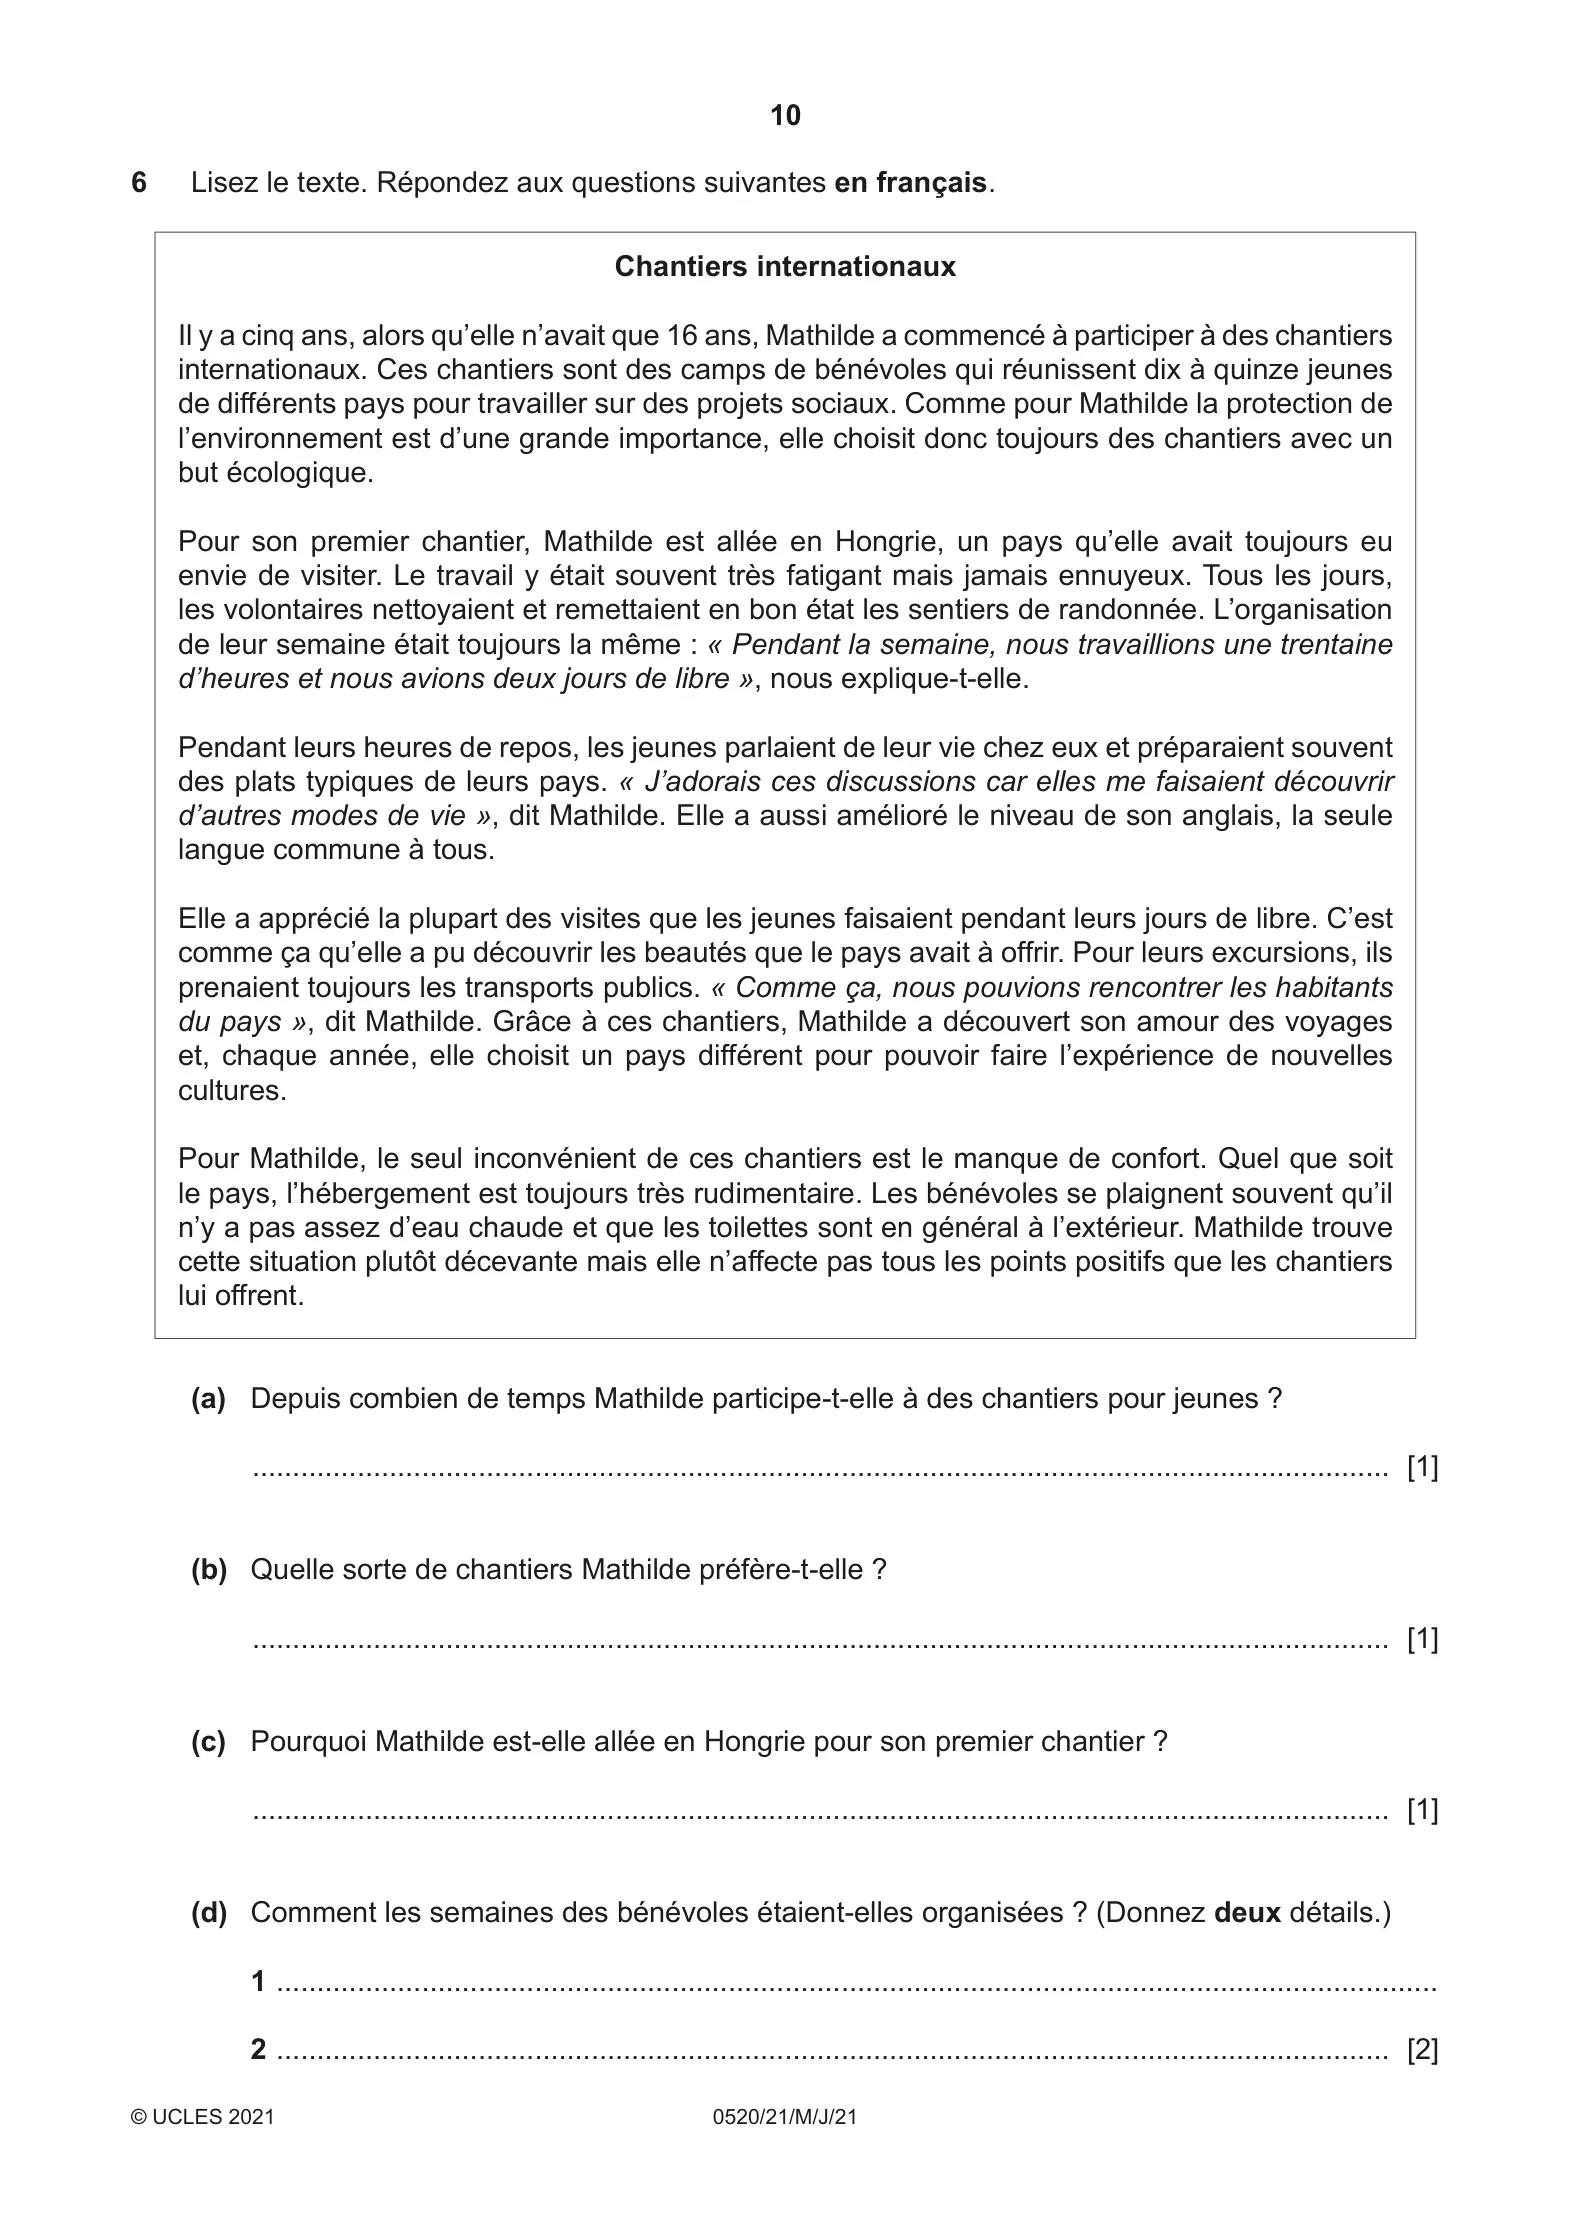 10
6 Lisez le texte. Répondez aux questions suivantes en français.
Chantiers internationaux
Il y a cinq ans, alors qu’elle n’avait que 16 ans, Mathilde a commencé à participer à des chantiers
internationaux. Ces chantiers sont des camps de bénévoles qui réunissent dix à quinze jeunes
de différents pays pour travailler sur des projets sociaux. Comme pour Mathilde la protection de
l’environnement est d’une grande importance, elle choisit donc toujours des chantiers avec un
but écologique.
Pour son premier chantier, Mathilde est allée en Hongrie, un pays qu’elle avait toujours eu
envie de visiter. Le travail y était souvent très fatigant mais jamais ennuyeux. Tous les jours,
les volontaires nettoyaient et remettaient en bon état les sentiers de randonnée. L’organisation
de leur semaine était toujours la même : « Pendant la semaine, nous travaillions une trentaine
d’heures et nous avions deux jours de libre », nous explique-t-elle.
Pendant leurs heures de repos, les jeunes parlaient de leur vie chez eux et préparaient souvent
des plats typiques de leurs pays. « J’adorais ces discussions car elles me faisaient découvrir
d’autres modes de vie », dit Mathilde. Elle a aussi amélioré le niveau de son anglais, la seule
langue commune à tous.
Elle a apprécié la plupart des visites que les jeunes faisaient pendant leurs jours de libre. C’est
comme ça qu’elle a pu découvrir les beautés que le pays avait à offrir. Pour leurs excursions, ils
prenaient toujours les transports publics. « Comme ça, nous pouvions rencontrer les habitants
du pays », dit Mathilde. Grâce à ces chantiers, Mathilde a découvert son amour des voyages
et, chaque année, elle choisit un pays différent pour pouvoir faire l’expérience de nouvelles
cultures.
Pour Mathilde, le seul inconvénient de ces chantiers est le manque de confort. Quel que soit
le pays, l’hébergement est toujours très rudimentaire. Les bénévoles se plaignent souvent qu’il
n’y a pas assez d’eau chaude et que les toilettes sont en général à l’extérieur. Mathilde trouve
cette situation plutôt décevante mais elle n’affecte pas tous les points positifs que les chantiers
lui offrent.
(a) Depuis combien de temps Mathilde participe-t-elle à des chantiers pour jeunes ?
[1]
(b) Quelle sorte de chantiers Mathilde préfère-t-elle ?
[1]
(c) Pourquoi Mathilde est-elle allée en Hongrie pour son premier chantier ?
[1]
(d) Comment les semaines des bénévoles étaient-elles organisées ? (Donnez deux détails.)
1
2 [2]
© UCLES 2021 0520/21/M/J/21